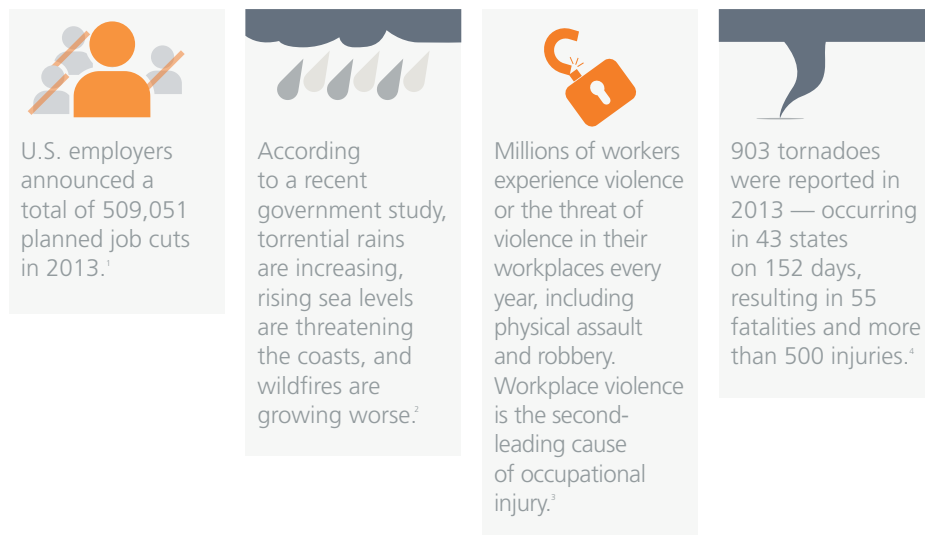 U.S. employers
announced a
total of 509,051
planned job cuts
in 2013.¹
According
to a recent
government study,
torrential rains
are increasing,
rising sea levels
are threatening
the coasts, and
wildfires are
growing worse.²
Millions of workers
experience violence
or the threat of
violence in their
workplaces every
year, including
physical assault
and robbery.
Workplace violence
is the second-
leading cause
of occupational
injury.³
903 tornadoes
were reported in
2013 — occurring
in 43 states
on 152 days,
resulting in 55
fatalities and more
than 500 injuries.⁴